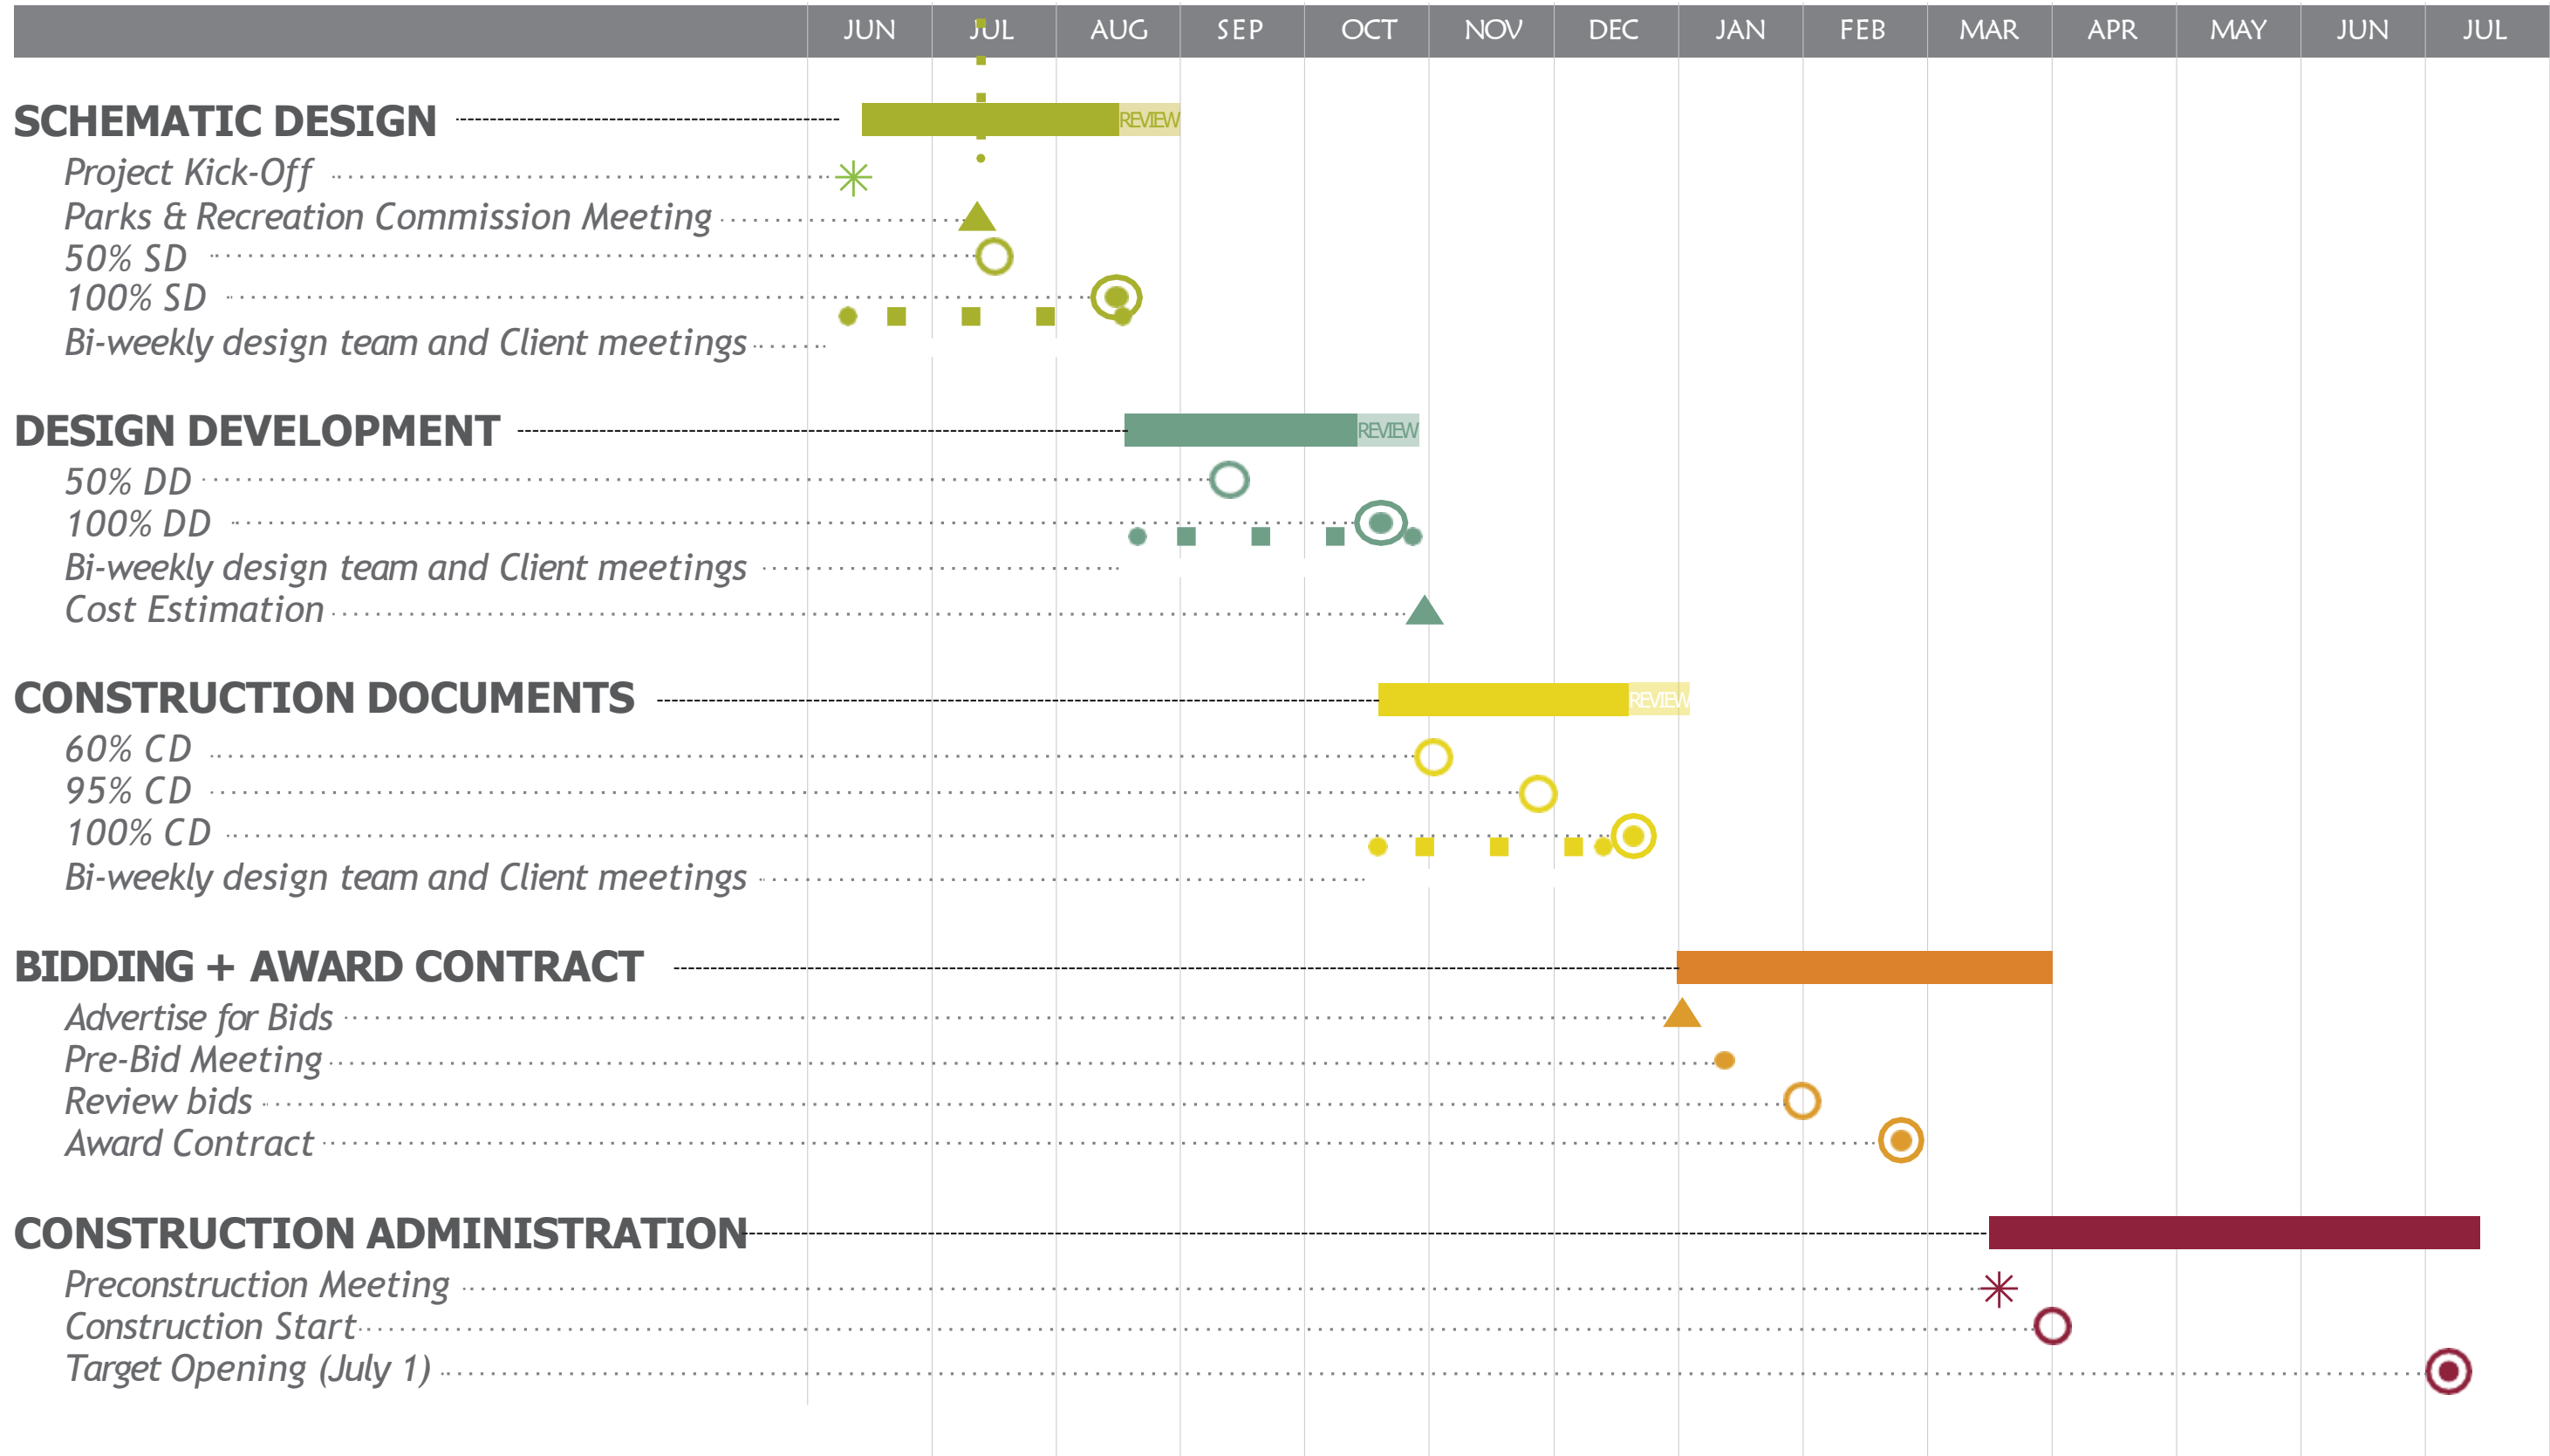 JUN JUL AUG SEP OCT NOV DEC JAN FEB MAR APR MAY JUN JUL
SCHEMATIC DESIGN REVIEW
Project Kick-Off
Parks & Recreation Commission Meeting
50% SD
100% SD
Bi-weekly design team and Client meetings
DESIGN DEVELOPMENT REVIEW
50% DD
100% DD
Bi-weekly design team and Client meetings
Cost Estimation
CONSTRUCTION DOCUMENTS REVIEW
60% CD
95% CD
100% CD
Bi-weekly design team and Client meetings
BIDDING + AWARD CONTRACT
Advertise for Bids
Pre-Bid Meeting
Review bids
Award Contract
CONSTRUCTION ADMINISTRATION
Preconstruction Meeting
Construction Start
Target Opening (July 1)